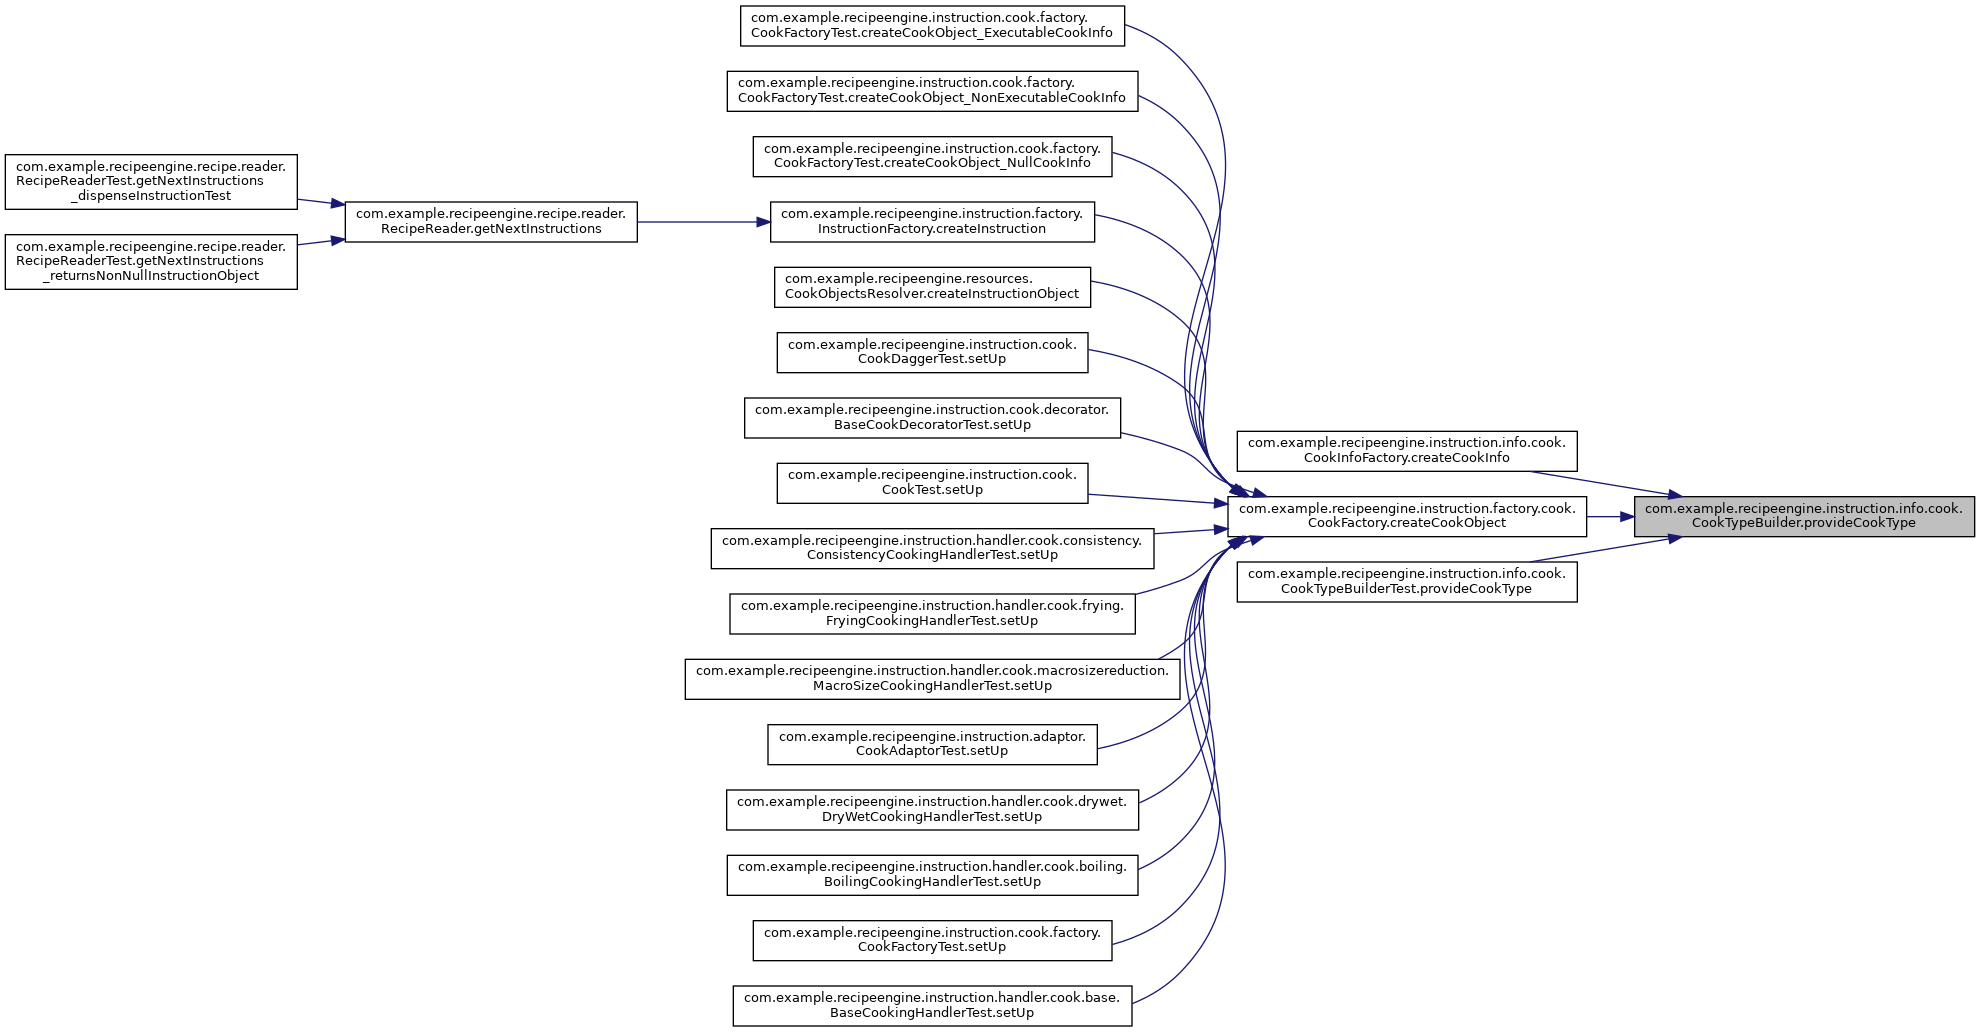 com.example.recipeengine.instruction.cook.factory.
CookFactoryTest.createCookObject_ExecutableCookInfo
com.example.recipeengine.instruction.cook.factory.
CookFactoryTest.createCookObject_NonExecutableCookInfo
com.example.recipeengine.instruction.cook.factory.
CookFactoryTest.createCookObject_NullCookInfo
com.example.recipeengine.recipe.reader.
RecipeReaderTest.getNextInstructions
_dispenseInstructionTest
com.example.recipeengine.recipe.reader.
RecipeReaderTest.getNextInstructions
_returnsNonNullInstructionObject
com.example.recipeengine.recipe.reader.
RecipeReader.getNextInstructions
com.example.recipeengine.instruction.factory.
InstructionFactory.createInstruction
com.example.recipeengine.resources.
CookObjectsResolver.createInstructionObject
com.example.recipeengine.instruction.cook.
CookDaggerTest.setUp
com.example.recipeengine.instruction.cook.decorator.
BaseCookDecoratorTest.setUp
com.example.recipeengine.instruction.cook.
CookTest.setUp
com.example.recipeengine.instruction.handler.cook.consistency.
ConsistencyCookingHandlerTest.setUp
com.example.recipeengine.instruction.handler.cook.frying.
FryingCookingHandlerTest.setUp
com.example.recipeengine.instruction.handler.cook.macrosizereduction.
MacroSizeCookingHandlerTest.setUp
com.example.recipeengine.instruction.adaptor.
CookAdaptorTest.setUp
com.example.recipeengine.instruction.handler.cook.drywet.
DryWetCookingHandlerTest.setUp
com.example.recipeengine.instruction.handler.cook.boiling.
BoilingCookingHandlerTest.setUp
com.example.recipeengine.instruction.cook.factory.
CookFactoryTest.setUp
com.example.recipeengine.instruction.handler.cook.base.
BaseCookingHandlerTest.setUp
com.example.recipeengine.instruction.info.cook.
CookInfoFactory.createCookInfo
com.example.recipeengine.instruction.factory.cook.
CookFactory.createCookObject
com.example.recipeengine.instruction.info.cook.
CookTypeBuilderTest.provideCookType
com.example.recipeengine.instruction.info.cook.
CookTypeBuilder.provideCookType